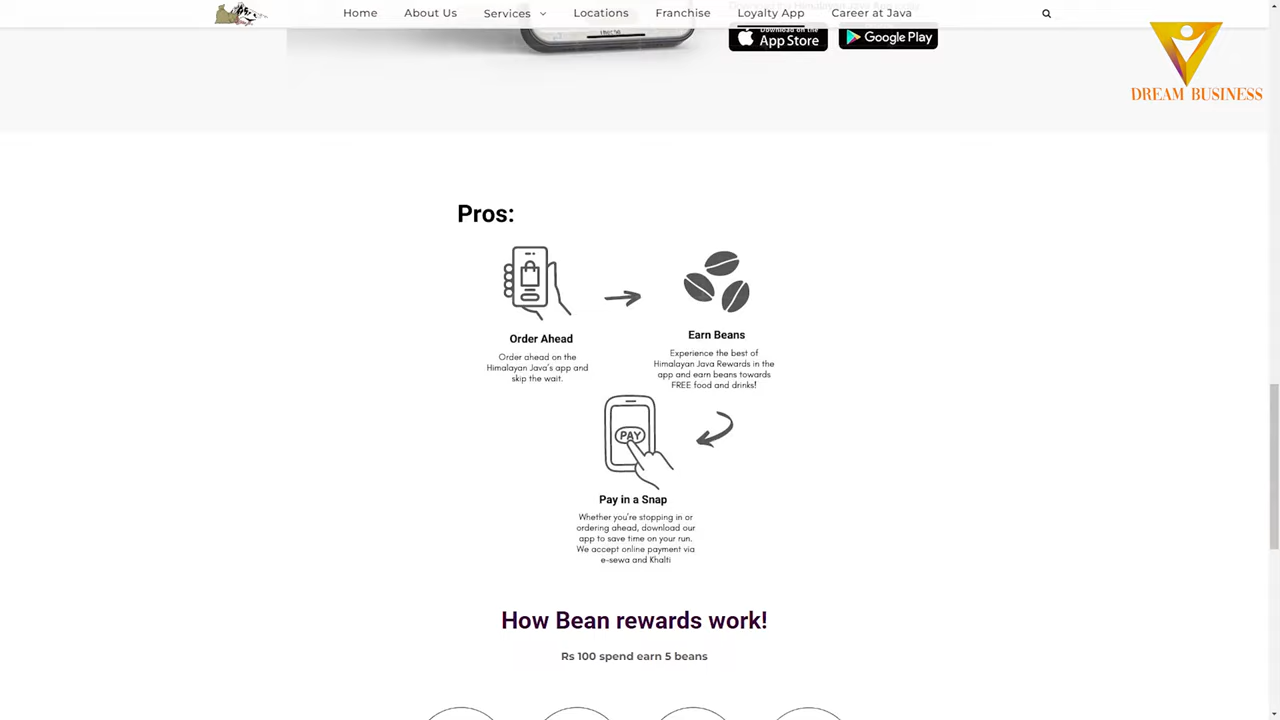 Home About Us Services Locations Franchise Loyalty App Career at Java
Download on the
App Store
Google Play
DREAM BUSINESS
Pros:
Order Ahead
Order ahead on the
Himalayan Java's app and
skip the wait.
Earn Beans
Experience the best of
Himalayan Java Rewards in the
app and earn beans towards
FREE food and drinks!
PAY
Pay in a Snap
Whether you're stopping in or
ordering ahead, download our
app to save time on your run.
We accept online payment via
e-sewa and Khalti
How Bean rewards work!
Rs 100 spend earn 5 beans